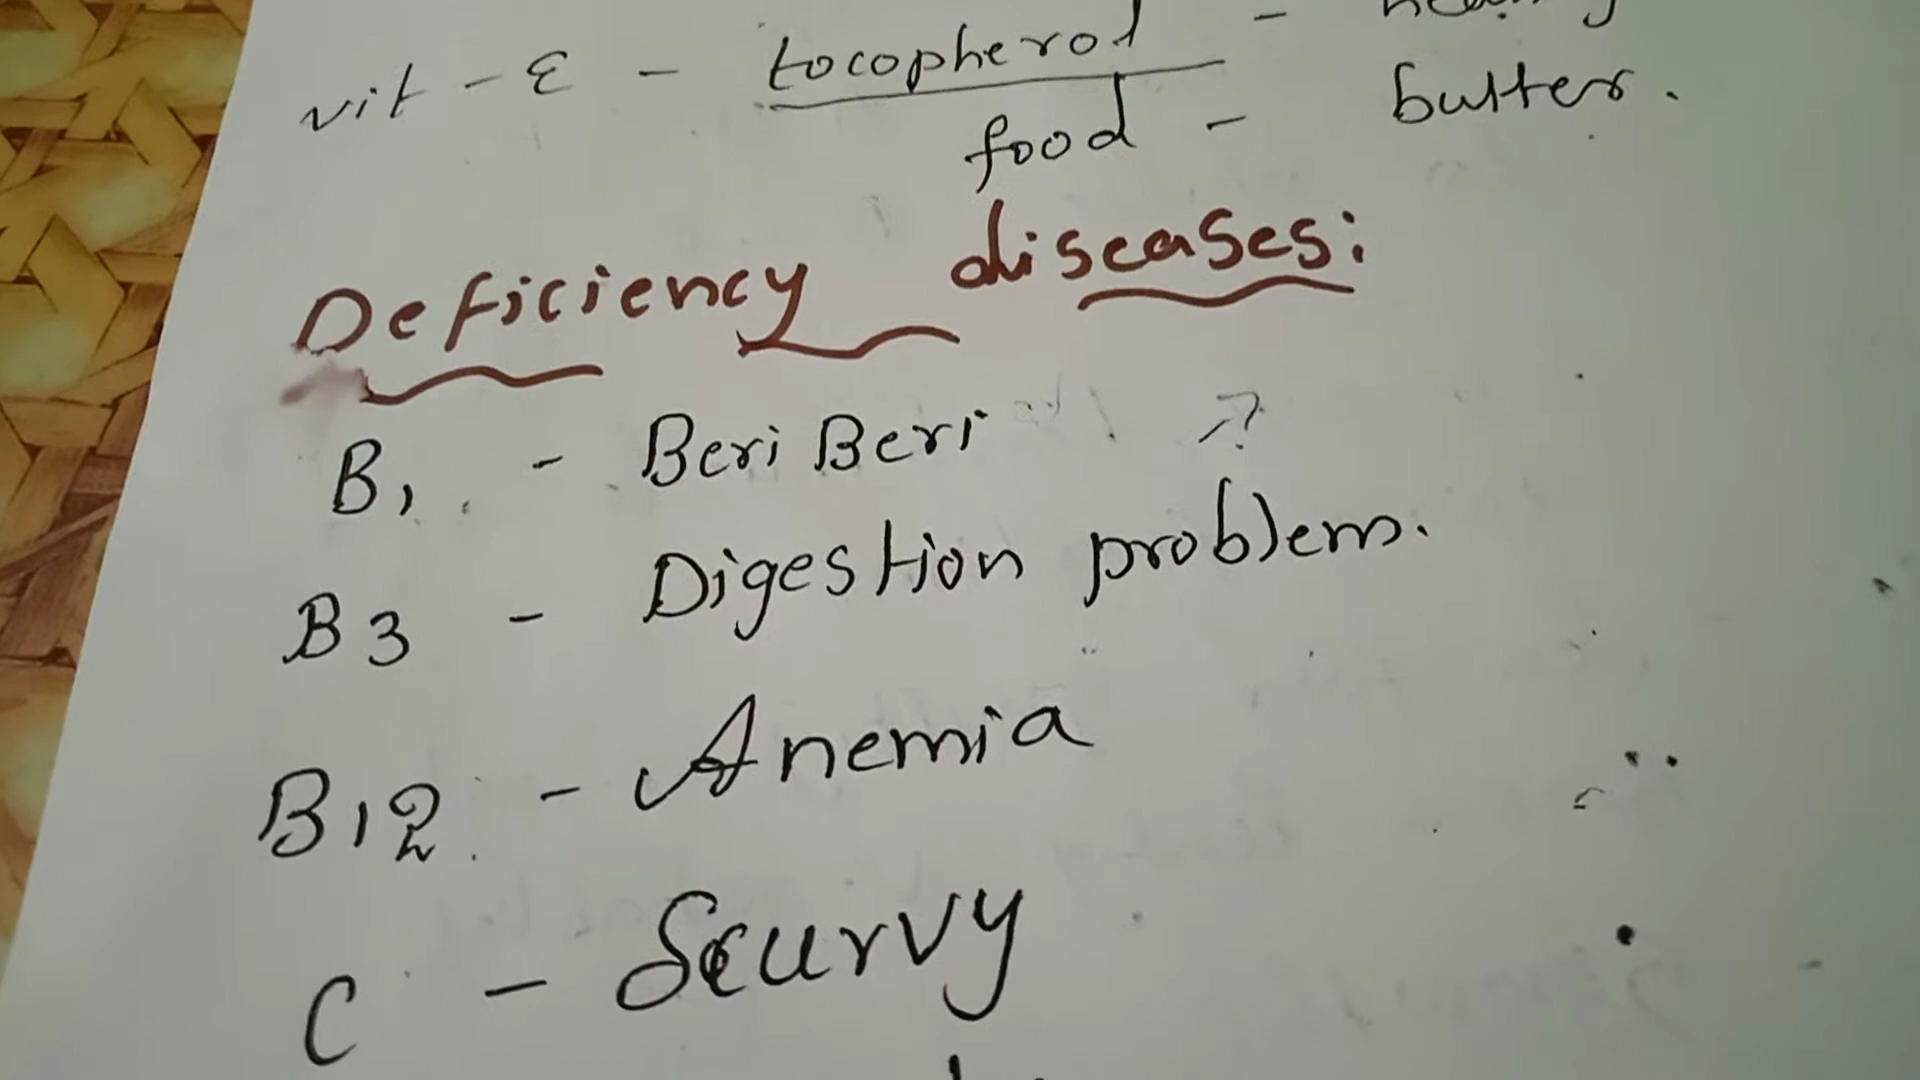 vit - E - tocopherol -
food - butter.
Deficiency diseases:
B1 - Beri Beri
B3 - Digestion problem.
B12 - Anemia
C - Scurvy